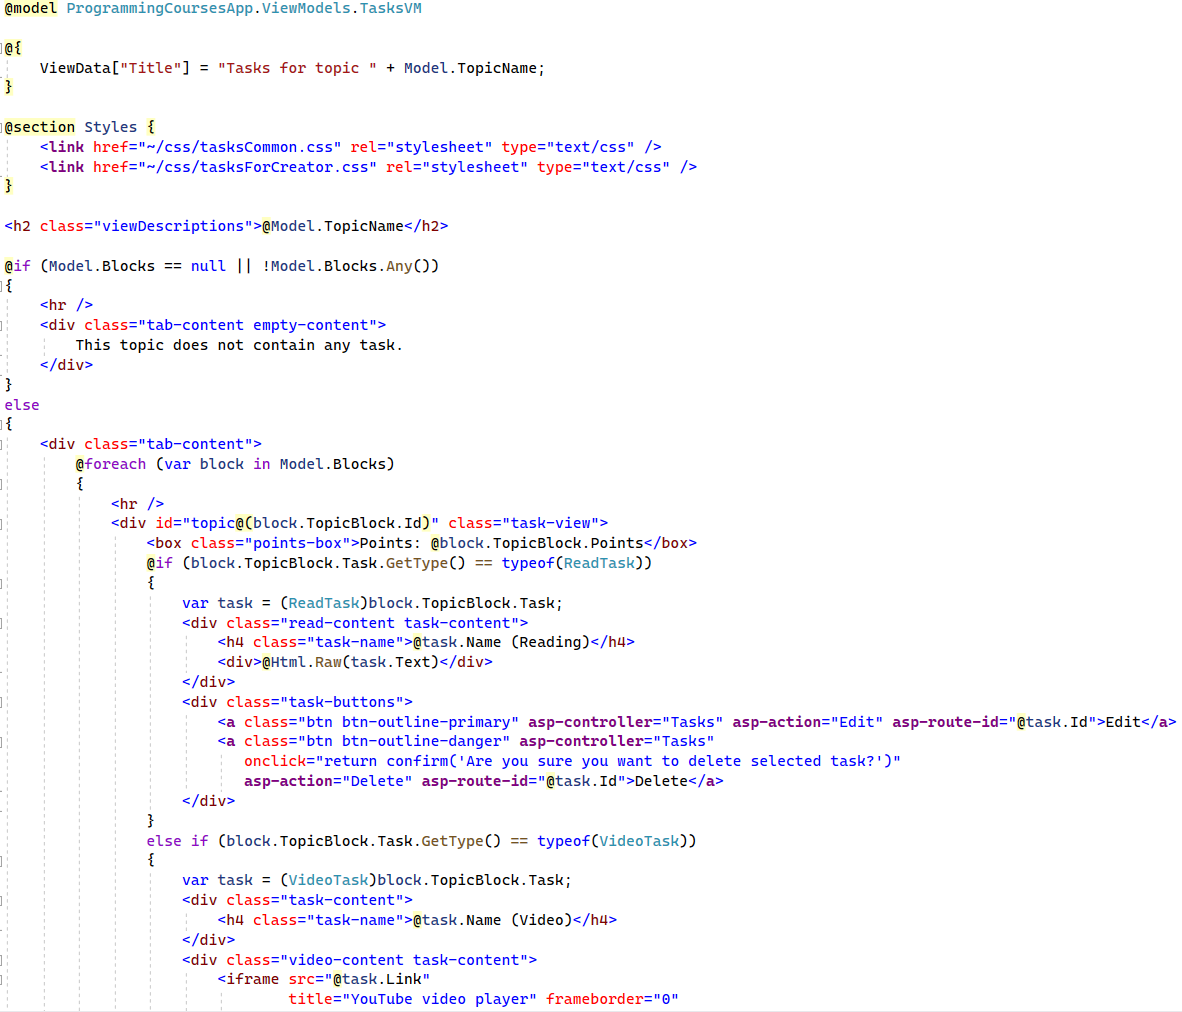 @model ProgrammingCoursesApp.ViewModels.TasksVM

@{
    ViewData["Title"] = "Tasks for topic " + Model.TopicName;
}

@section Styles {
    <link href="~/css/tasksCommon.css" rel="stylesheet" type="text/css" />
    <link href="~/css/tasksForCreator.css" rel="stylesheet" type="text/css" />
}

<h2 class="viewDescriptions">@Model.TopicName</h2>

@if (Model.Blocks == null || !Model.Blocks.Any())
{
    <hr />
    <div class="tab-content empty-content">
        This topic does not contain any task.
    </div>
}
else
{
    <div class="tab-content">
        @foreach (var block in Model.Blocks)
        {
            <hr />
            <div id="topic@(block.TopicBlock.Id)" class="task-view">
                <box class="points-box">Points: @block.TopicBlock.Points</box>
                @if (block.TopicBlock.Task.GetType() == typeof(ReadTask))
                {
                    var task = (ReadTask)block.TopicBlock.Task;
                    <div class="read-content task-content">
                        <h4 class="task-name">@task.Name (Reading)</h4>
                        <div>@Html.Raw(task.Text)</div>
                    </div>
                    <div class="task-buttons">
                        <a class="btn btn-outline-primary" asp-controller="Tasks" asp-action="Edit" asp-route-id="@task.Id">Edit</a>
                        <a class="btn btn-outline-danger" asp-controller="Tasks"
                           onclick="return confirm('Are you sure you want to delete selected task?')"
                           asp-action="Delete" asp-route-id="@task.Id">Delete</a>
                    </div>
                }
                else if (block.TopicBlock.Task.GetType() == typeof(VideoTask))
                {
                    var task = (VideoTask)block.TopicBlock.Task;
                    <div class="task-content">
                        <h4 class="task-name">@task.Name (Video)</h4>
                    </div>
                    <div class="video-content task-content">
                        <iframe src="@task.Link"
                                title="YouTube video player" frameborder="0"